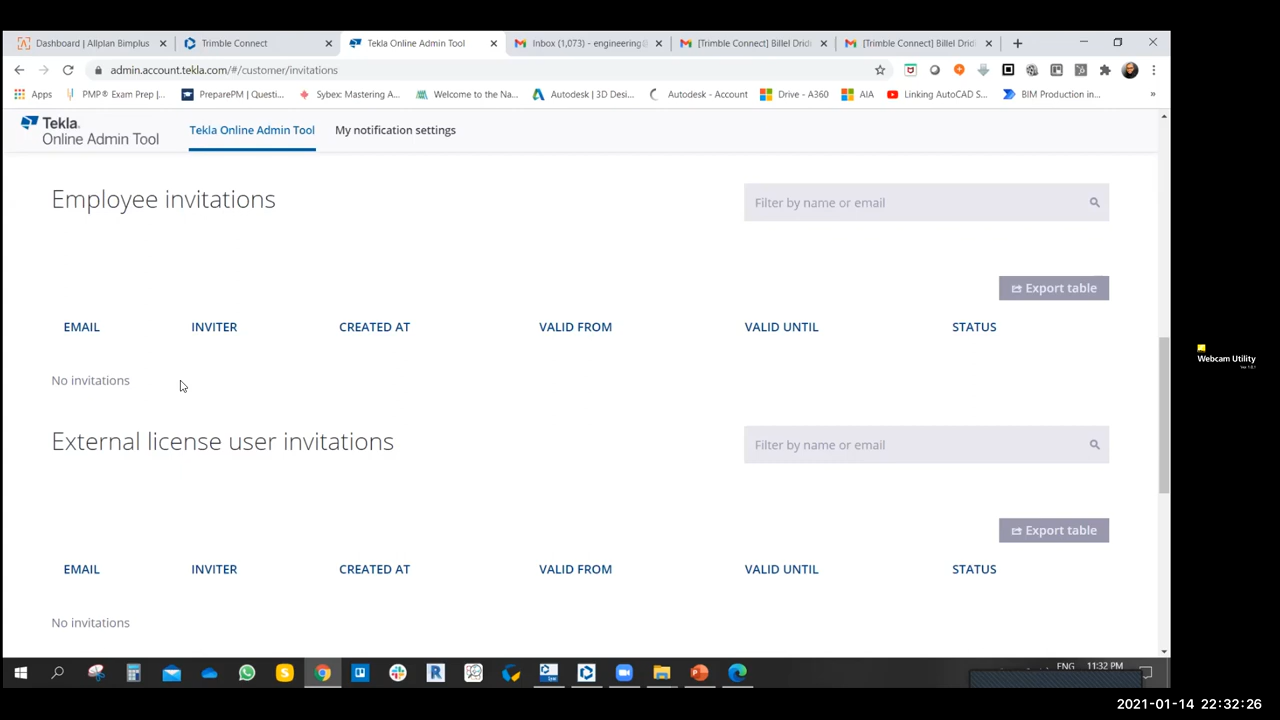 Dashboard | Allplan Bimplus
Trimble Connect
Tekla Online Admin Tool
Inbox (1,073) - engineering@
[Trimble Connect] Billel Dridi
[Trimble Connect] Billel Dridi
admin.account.tekla.com/#/customer/invitations
Apps
PMP® Exam Prep |...
PreparePM | Questi...
Sybex: Mastering A...
Welcome to the Na...
Autodesk | 3D Desi...
Autodesk - Account
Drive - A360
AIA
Linking AutoCAD S...
BIM Production in...
»
Tekla
Online Admin Tool
Tekla Online Admin Tool
My notification settings
Employee invitations
Filter by name or email
Export table
EMAIL INVITER CREATED AT VALID FROM VALID UNTIL STATUS
No invitations
External license user invitations
Filter by name or email
Export table
EMAIL INVITER CREATED AT VALID FROM VALID UNTIL STATUS
No invitations
ENG 11:32 PM
Webcam Utility
2021-01-14 22:32:26